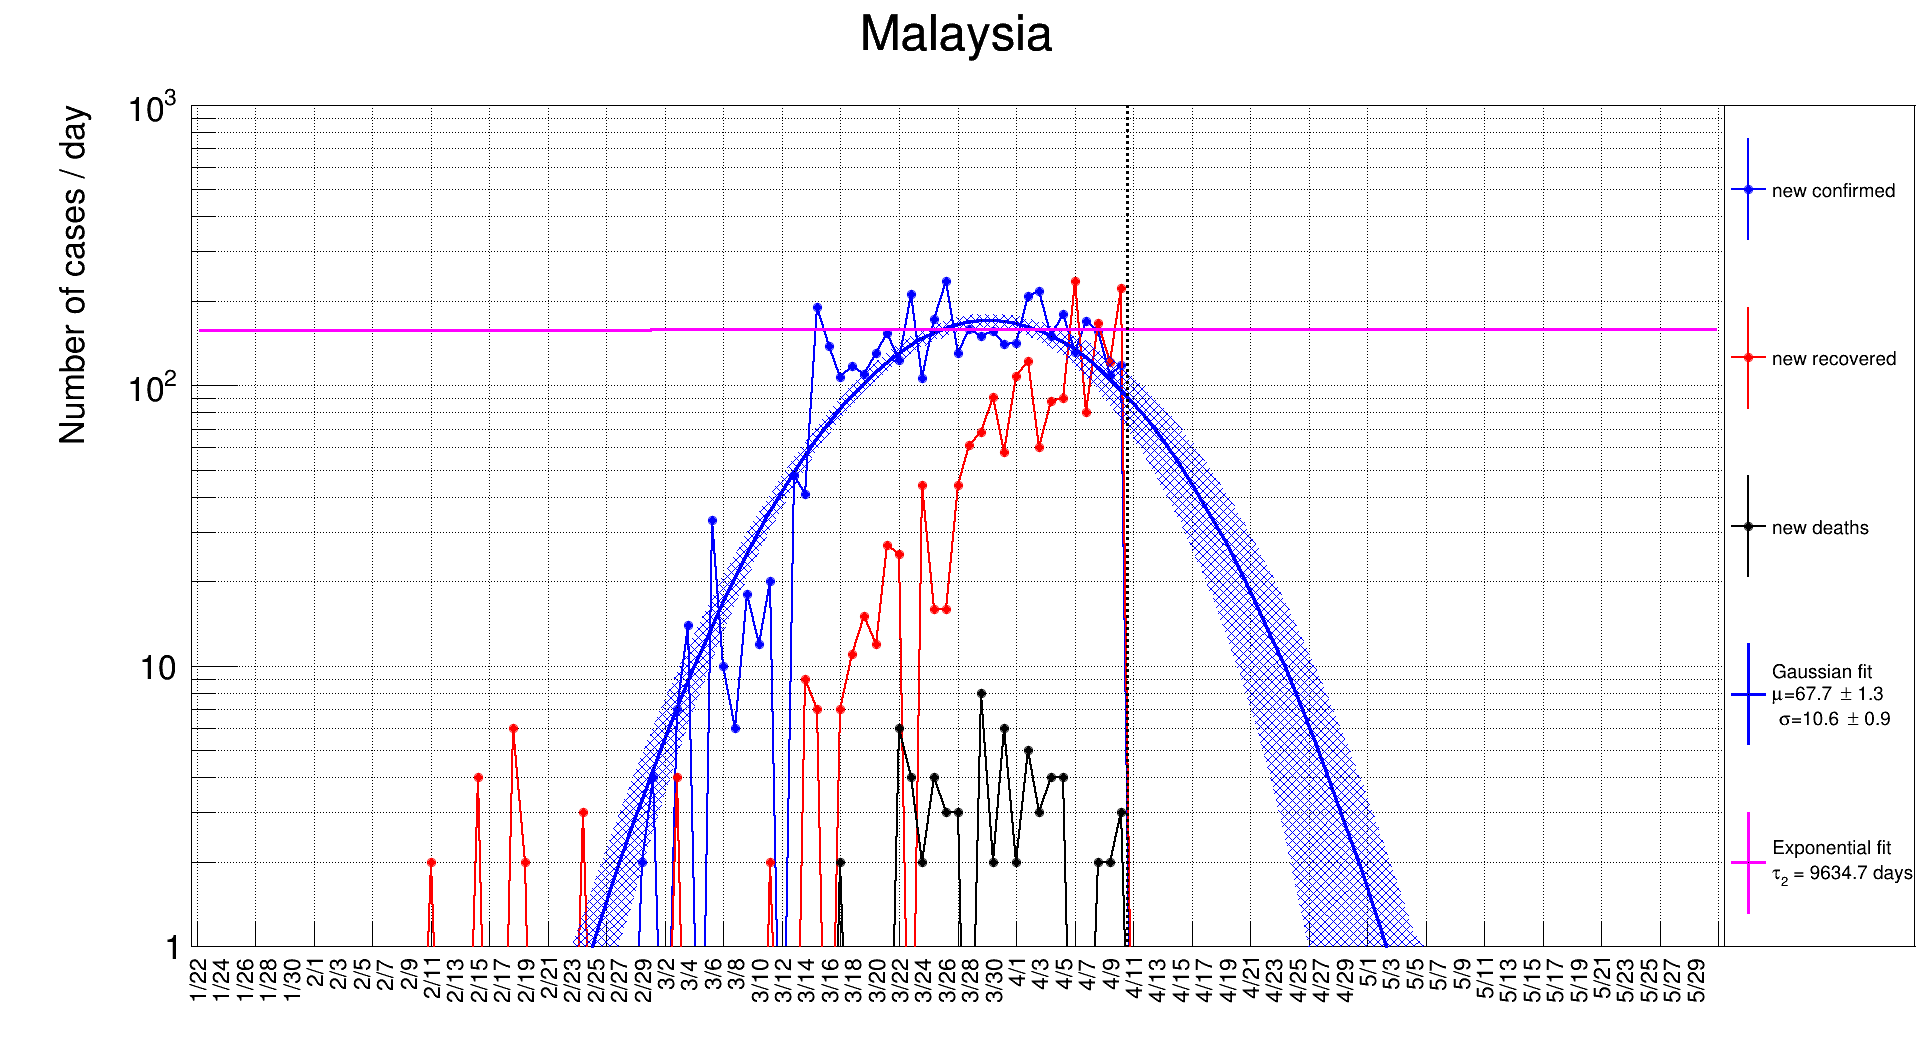 Malaysia
Number of cases / day
10³
10²
10
1
1/22 1/24 1/26 1/28 1/30 2/1 2/3 2/5 2/7 2/9 2/11 2/13 2/15 2/17 2/19 2/21 2/23 2/25 2/27 2/29 3/2 3/4 3/6 3/8 3/10 3/12 3/14 3/16 3/18 3/20 3/22 3/24 3/26 3/28 3/30 4/1 4/3 4/5 4/7 4/9 4/11 4/13 4/15 4/17 4/19 4/21 4/23 4/25 4/27 4/29 5/1 5/3 5/5 5/7 5/9 5/11 5/13 5/15 5/17 5/19 5/21 5/23 5/25 5/27 5/29
new confirmed
new recovered
new deaths
Gaussian fit
μ=67.7 ± 1.3
σ=10.6 ± 0.9
Exponential fit
τ₂ = 9634.7 days